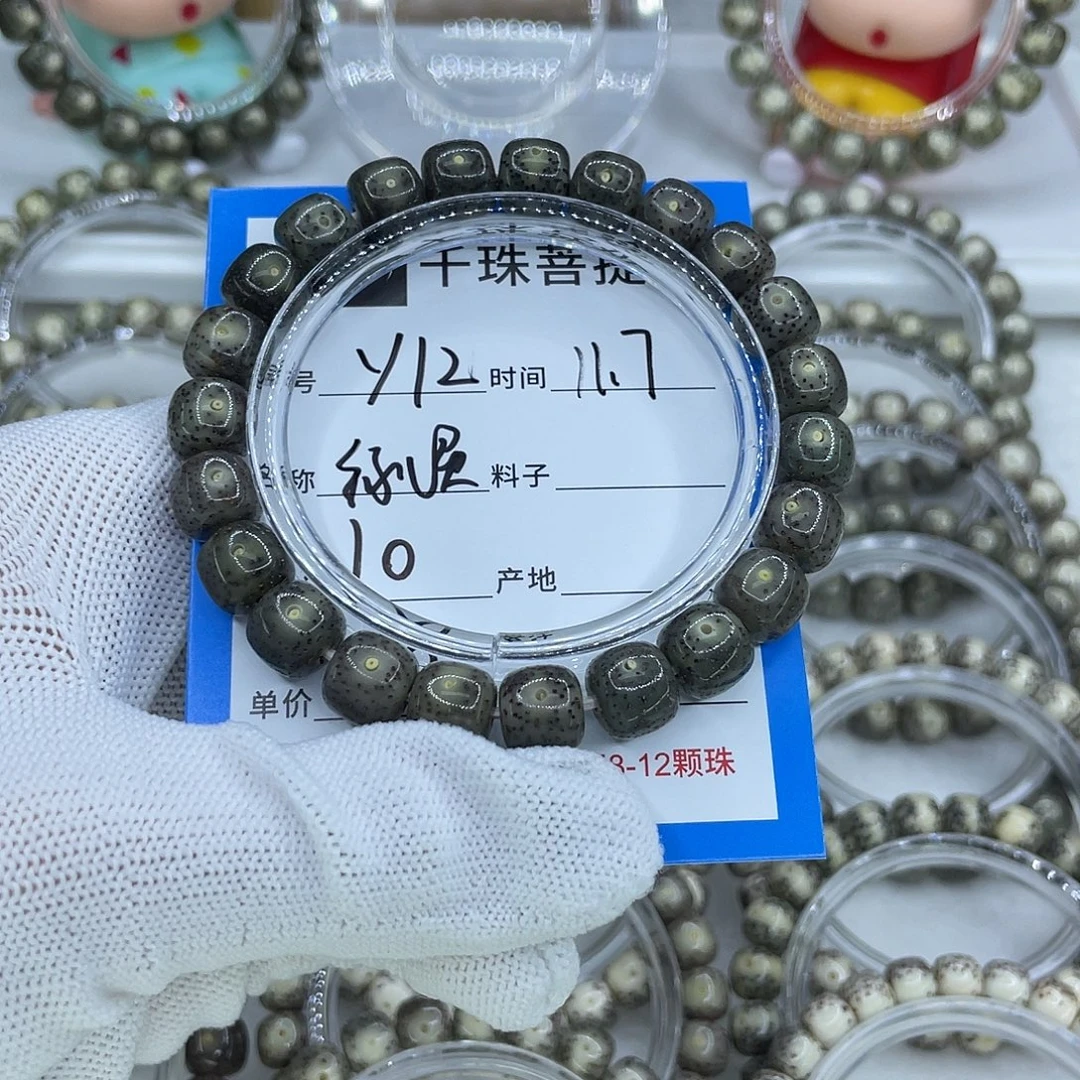 千珠菩提
号 Y12 时间 11.7
名称 绿 料子
10 产地
单价
8-12颗珠